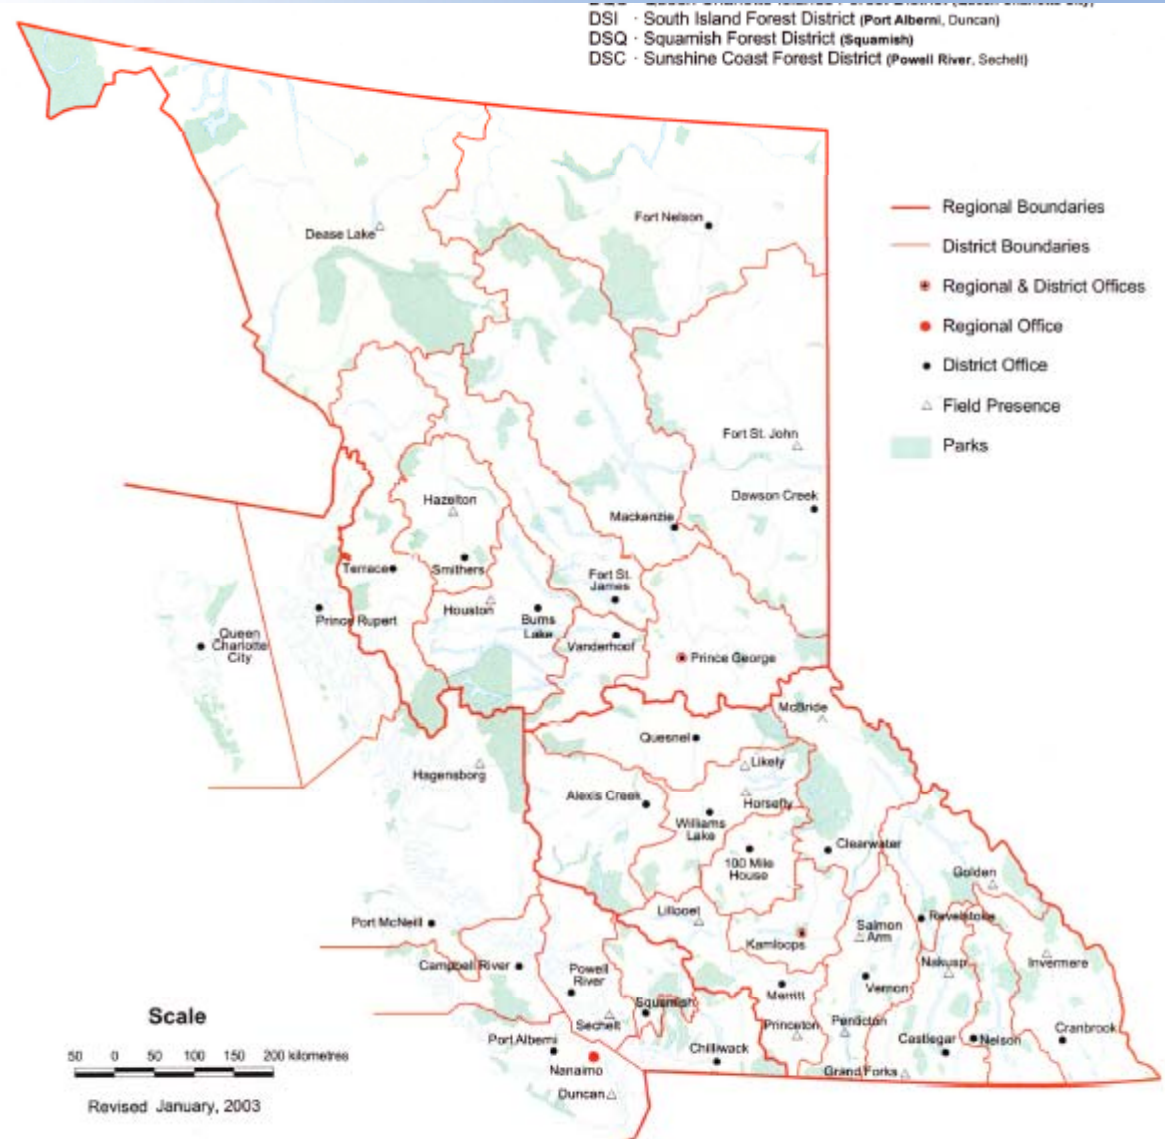 DSI · South Island Forest District (Port Alberni, Duncan)
DSQ · Squamish Forest District (Squamish)
DSC · Sunshine Coast Forest District (Powell River, Sechelt)
Regional Boundaries
District Boundaries
Regional & District Offices
Regional Office
District Office
Field Presence
Parks
Dease Lake
Fort Nelson
Fort St. John
Dawson Creek
Mackenzie
Hazelton
Smithers
Terrace
Fort St.
James
Houston
Burns
Lake
Prince Rupert
Queen
Charlotte
City
Vanderhoof
Prince George
McBride
Quesnel
Likely
Hagensborg
Alexis Creek
Horsefly
Williams
Lake
Clearwater
100 Mile
House
Golden
Lillooet
Port McNeill
Revelstoke
Salmon
Arm
Kamloops
Campbell River
Nakusp
Invermere
Powell
River
Vernon
Merritt
Squamish
Sechelt
Princeton
Penticton
Cranbrook
Castlegar
Nelson
Port Alberni
Chilliwack
Nanaimo
Grand Forks
Duncan
Scale
50 0 50 100 150 200 kilometres
Revised January, 2003